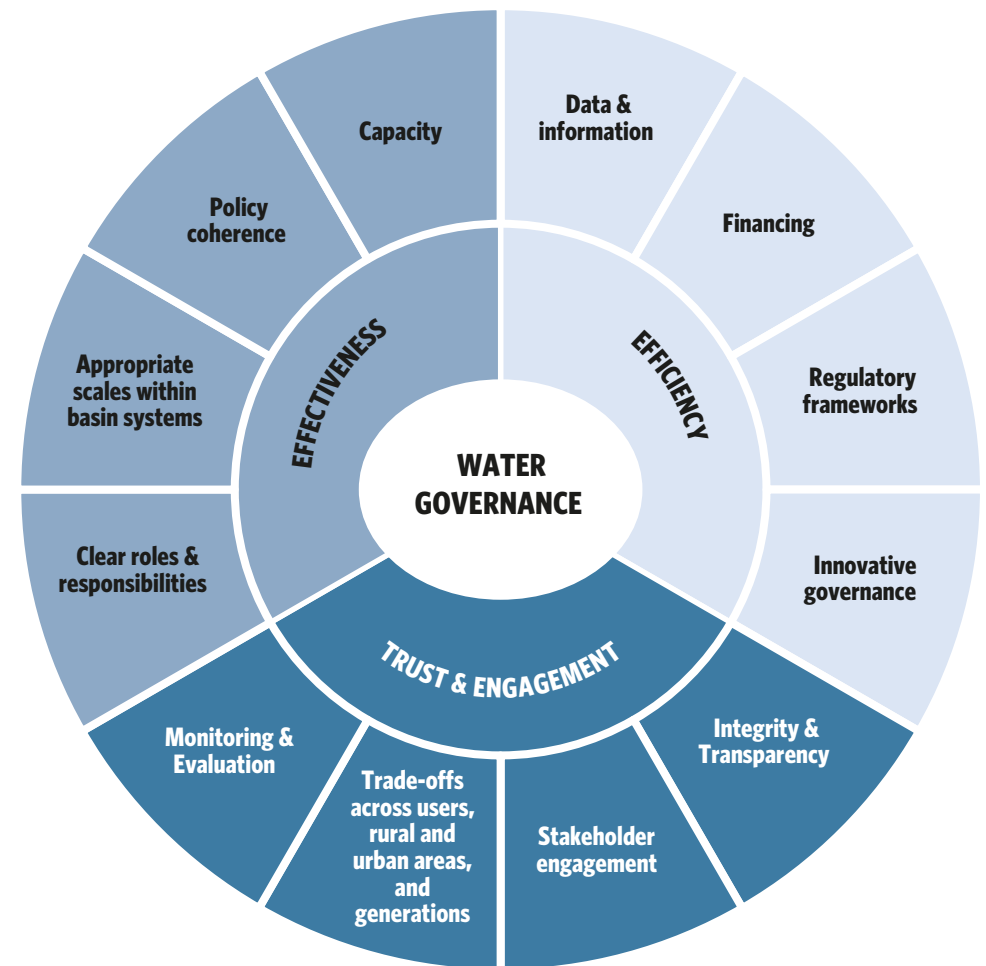 Capacity
Data &
information
Policy
coherence
Financing
Appropriate
scales within
basin systems
Regulatory
frameworks
EFFECTIVENESS
EFFICIENCY
WATER
GOVERNANCE
Clear roles &
responsibilities
Innovative
governance
TRUST & ENGAGEMENT
Monitoring &
Evaluation
Integrity &
Transparency
Trade-offs
across users,
rural and
urban areas,
and
generations
Stakeholder
engagement